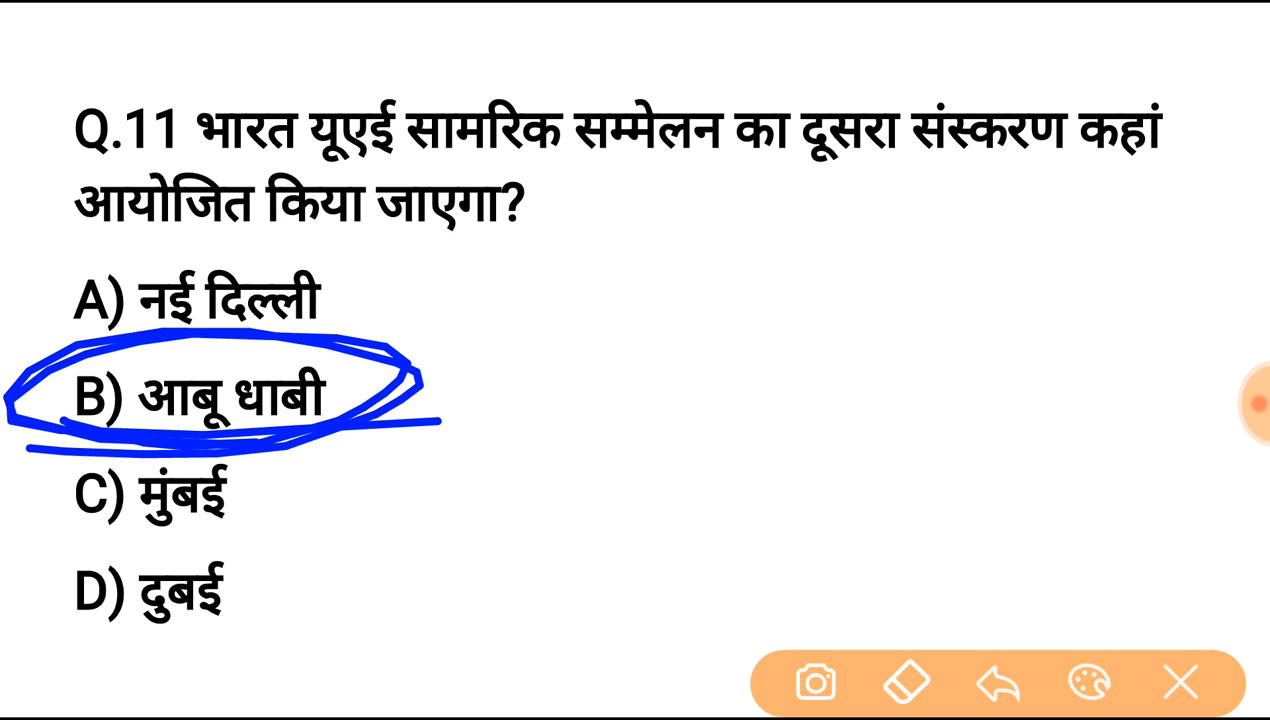 Q.11 भारत यूएई सामरिक सम्मेलन का दूसरा संस्करण कहां
आयोजित किया जाएगा?
A) नई दिल्ली
B) आबू धाबी
C) मुंबई
D) दुबई